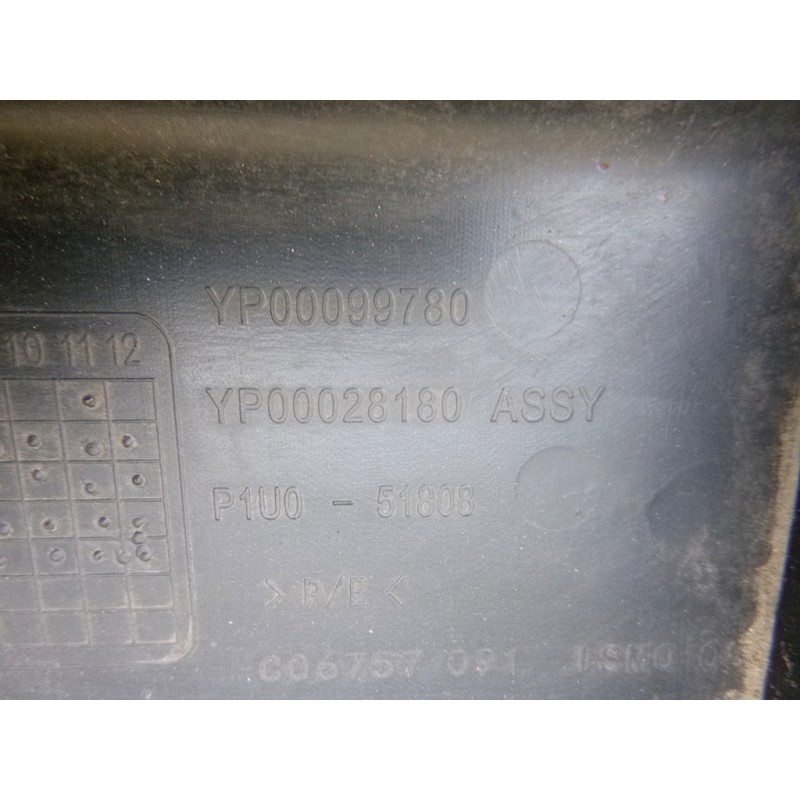 YP00099780
10 11 12
YP00028180 ASSY
P1U0 - 51808
> P/E <
C06757/091